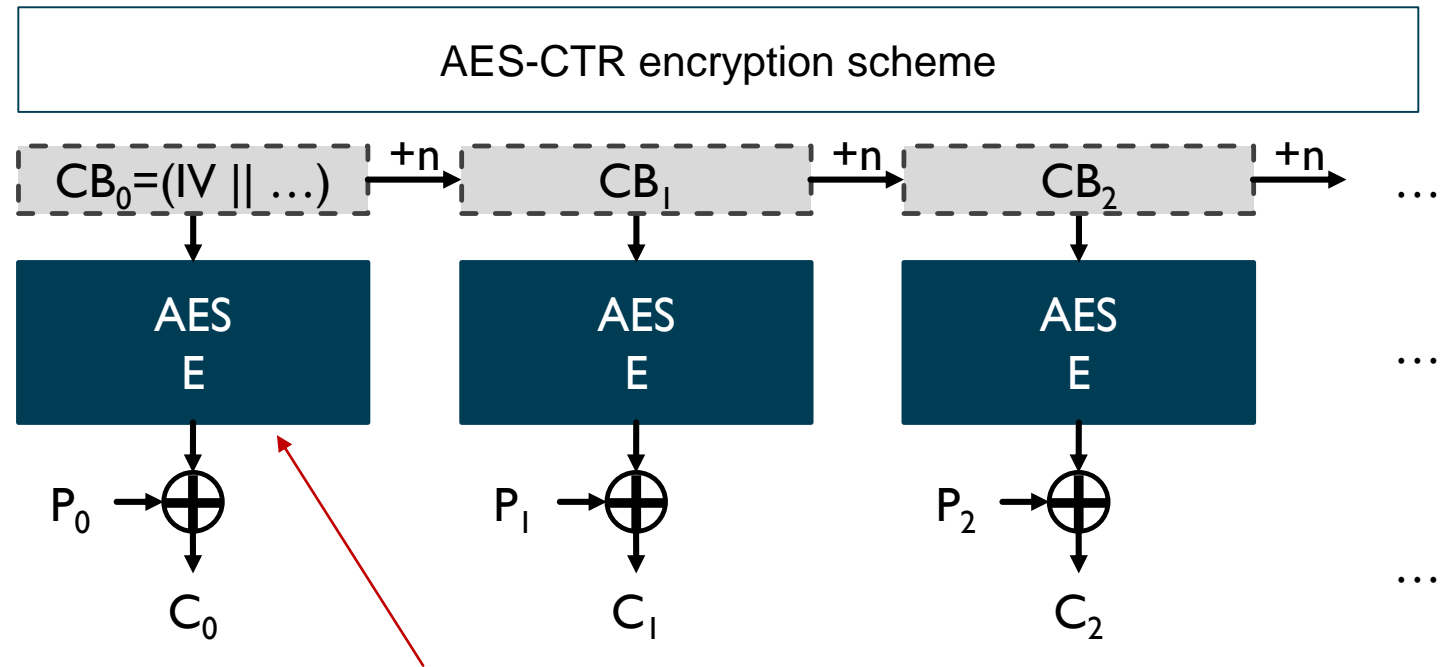 AES-CTR encryption scheme
CB₀=(IV || …) +n CB₁ +n CB₂ +n …
AES AES AES
E E E …
P₀ P₁ P₂
C₀ C₁ C₂ …